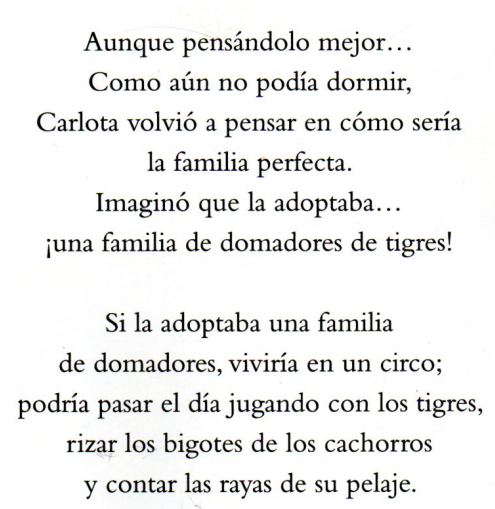 Aunque pensándolo mejor…
Como aún no podía dormir,
Carlota volvió a pensar en cómo sería
la familia perfecta.
Imaginó que la adoptaba…
¡una familia de domadores de tigres!
Si la adoptaba una familia
de domadores, viviría en un circo;
podría pasar el día jugando con los tigres,
rizar los bigotes de los cachorros
y contar las rayas de su pelaje.